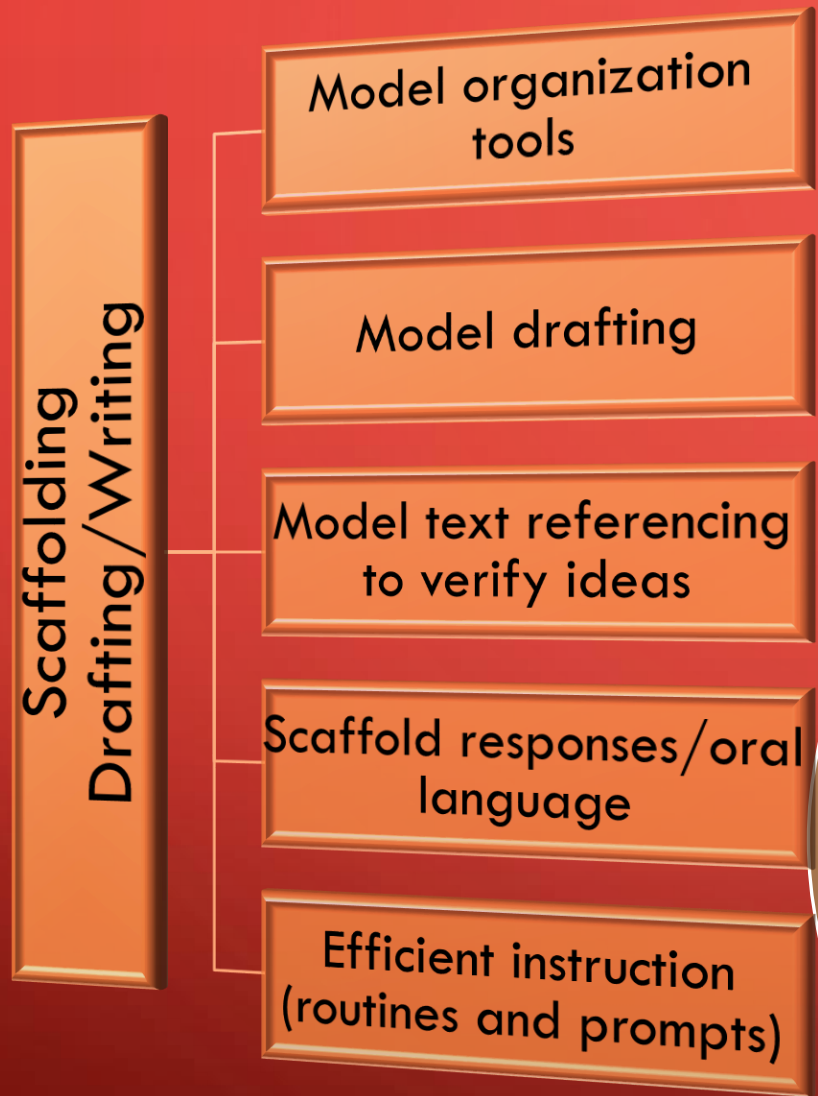 Scaffolding
Drafting/Writing
Model organization
tools
Model drafting
Model text referencing
to verify ideas
Scaffold responses/oral
language
Efficient instruction
(routines and prompts)